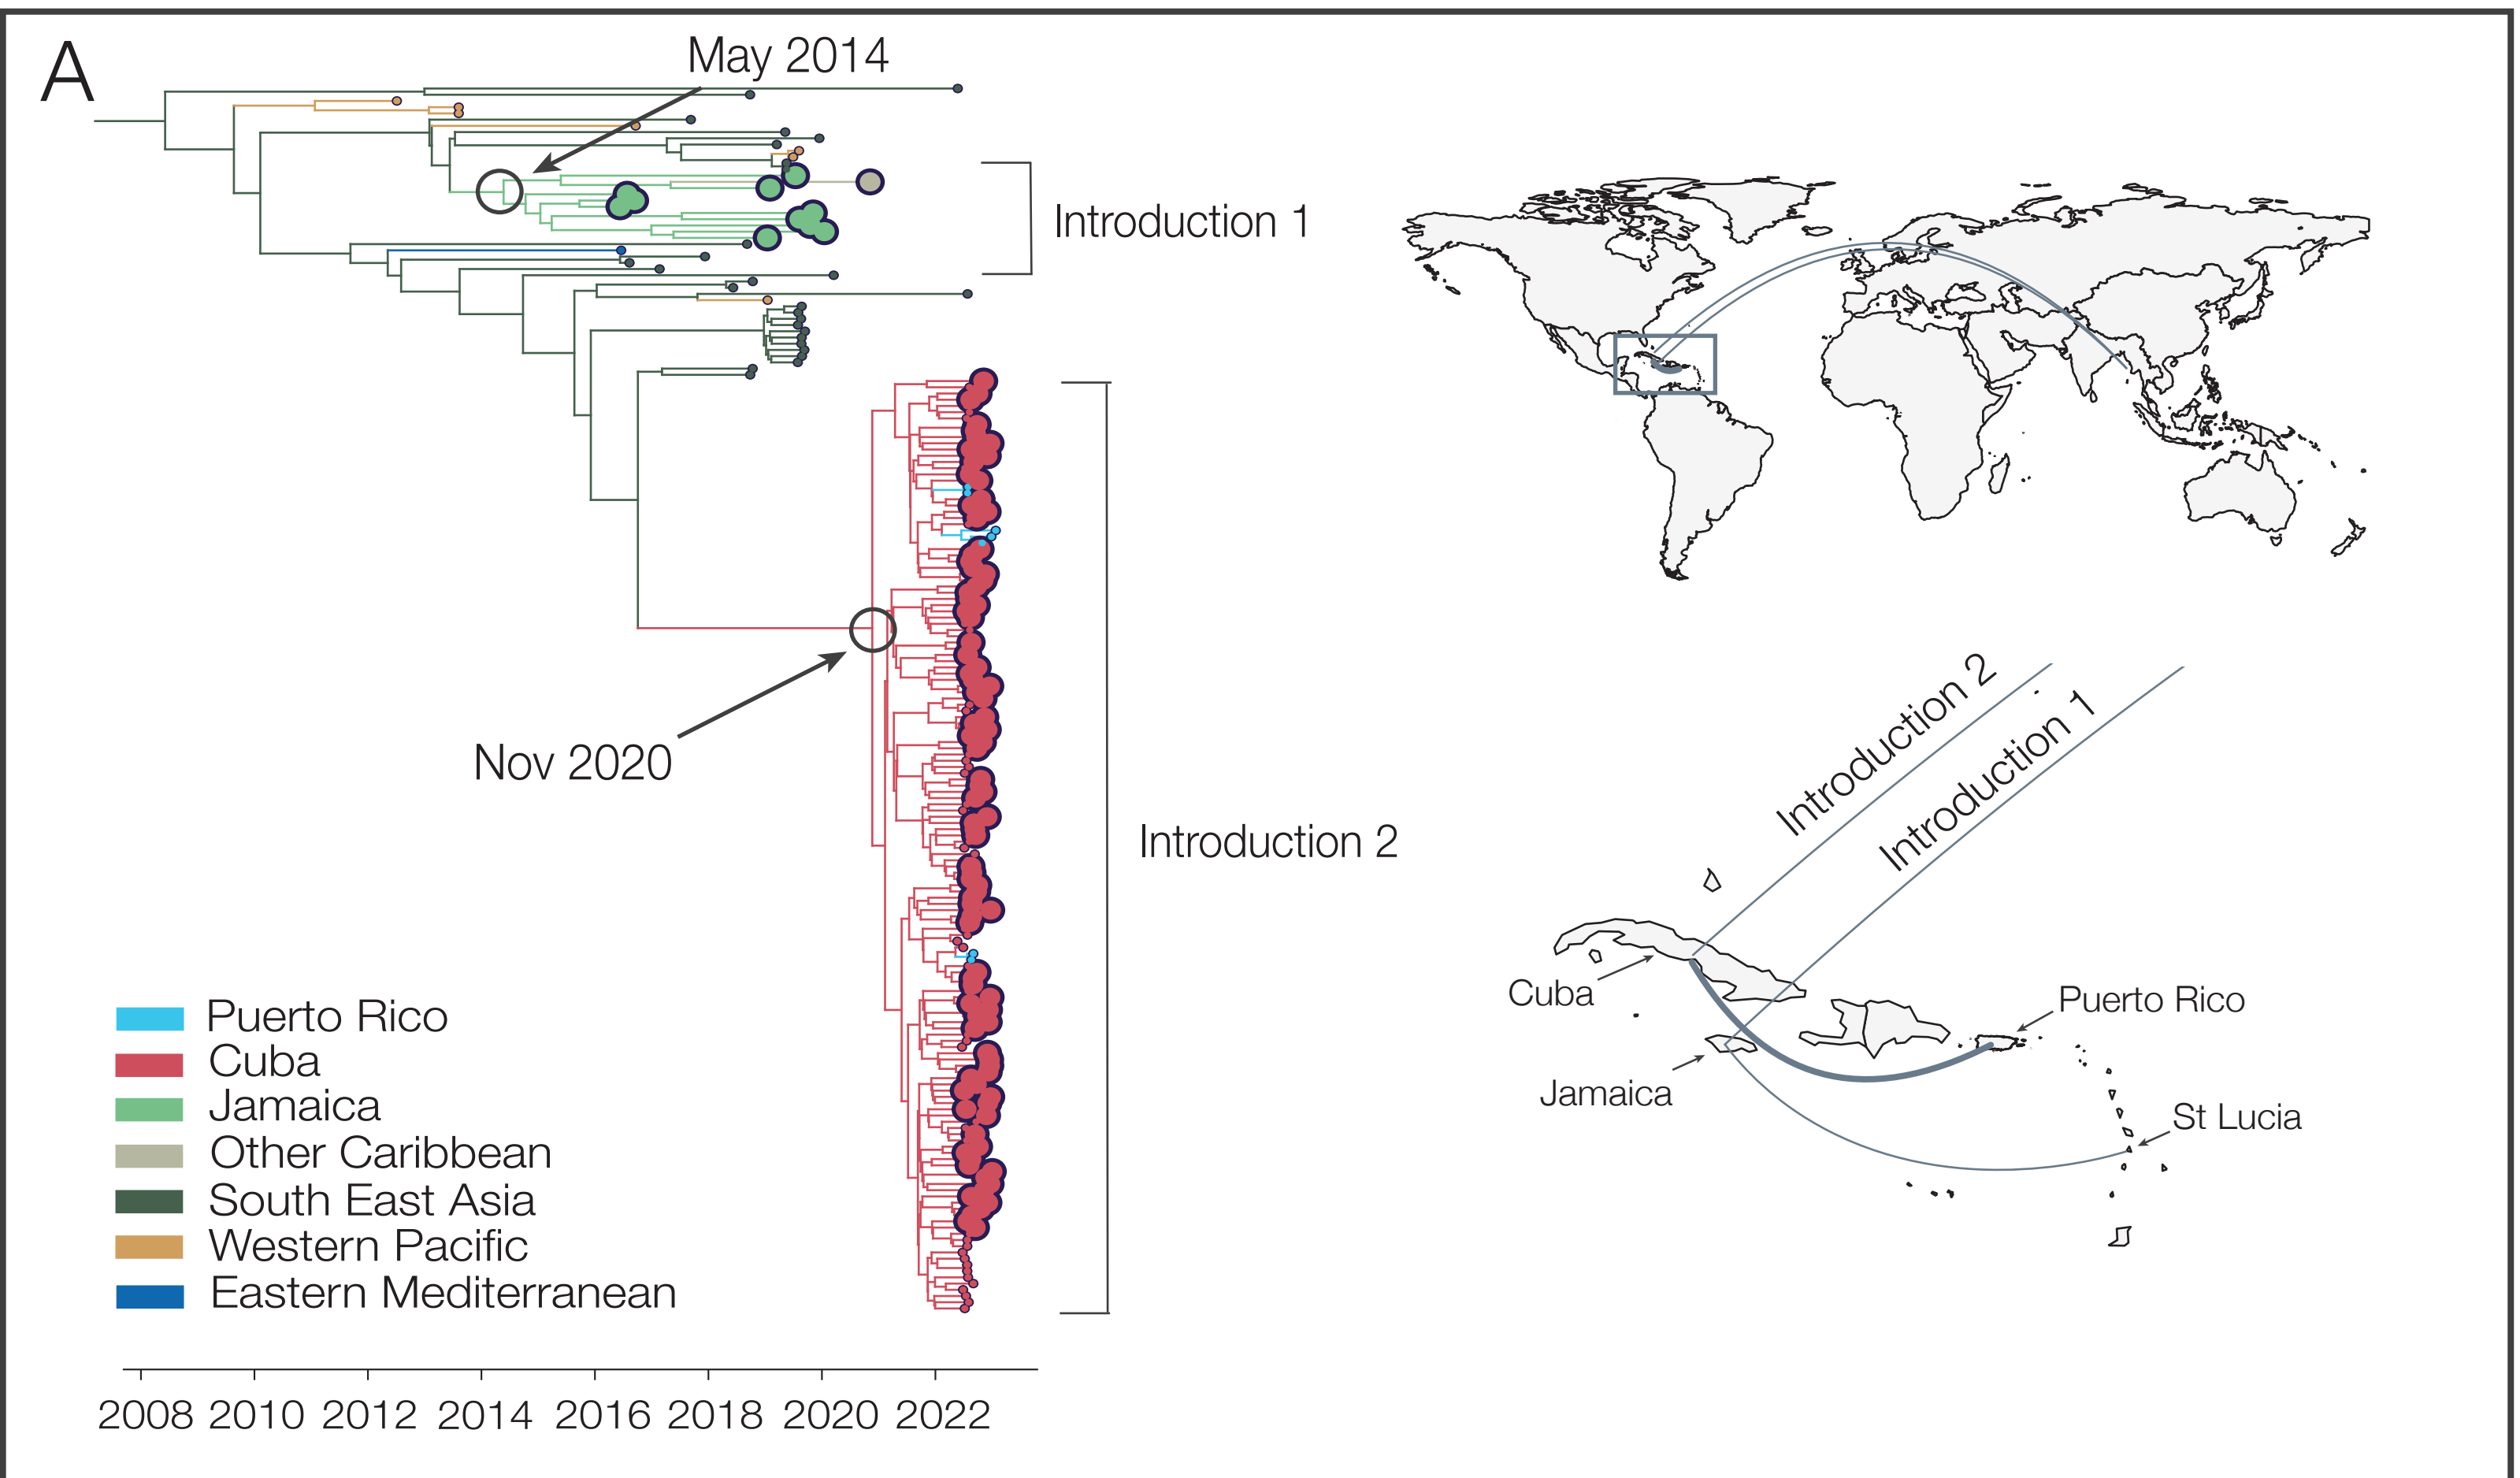 A
May 2014
Introduction 1
Nov 2020
Introduction 2
Puerto Rico
Cuba
Jamaica
Other Caribbean
South East Asia
Western Pacific
Eastern Mediterranean
2008 2010 2012 2014 2016 2018 2020 2022
Introduction 2
Introduction 1
Cuba
Puerto Rico
Jamaica
St Lucia